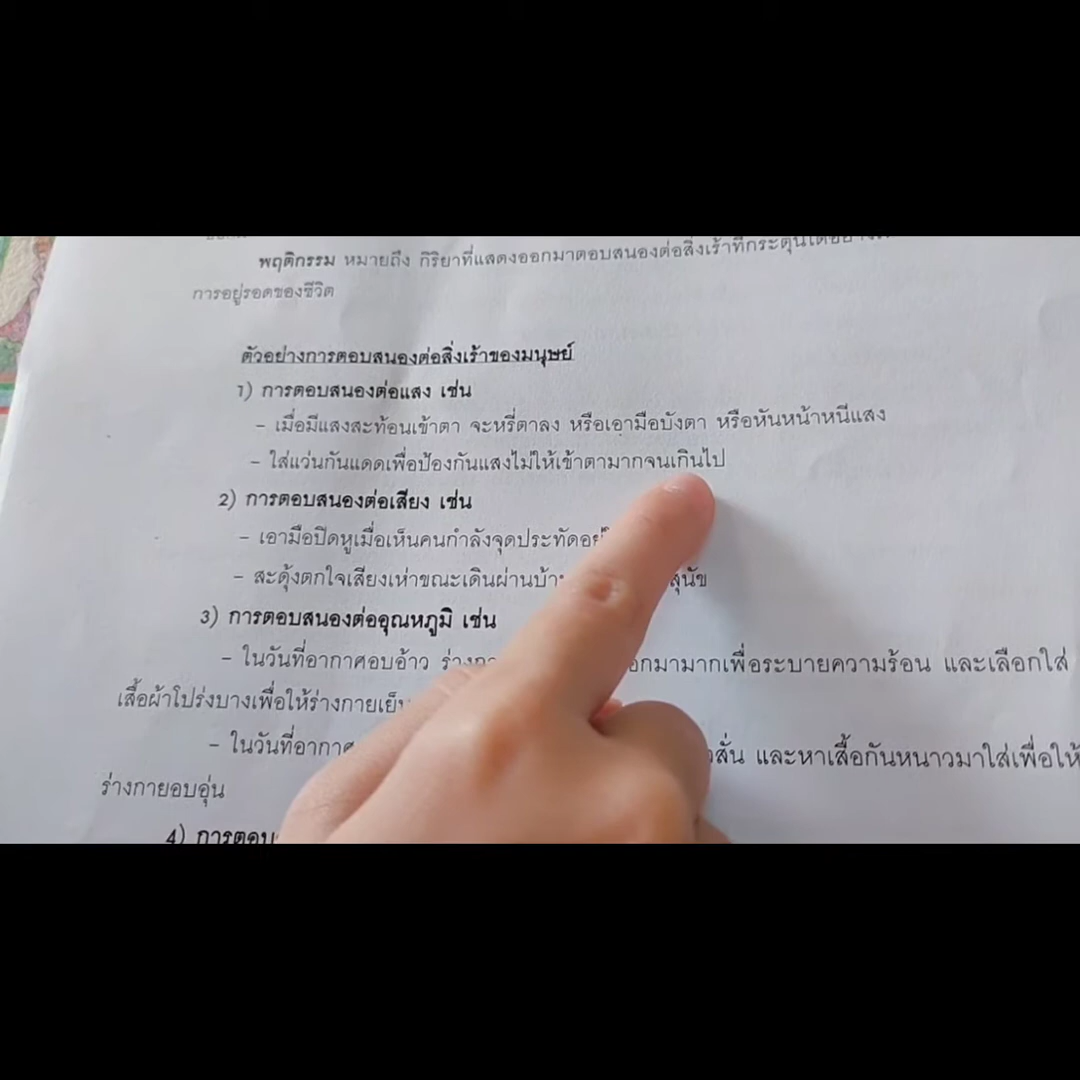 พฤติกรรม หมายถึง กิริยาที่แสดงออกมาตอบสนองต่อสิ่งเร้าที่กระตุ้นได้อย่าง
การอยู่รอดของชีวิต
ตัวอย่างการตอบสนองต่อสิ่งเร้าของมนุษย์
1) การตอบสนองต่อแสง เช่น
- เมื่อมีแสงสะท้อนเข้าตา จะหรี่ตาลง หรือเอามือบังตา หรือหันหน้าหนีแสง
- ใส่แว่นกันแดดเพื่อป้องกันแสงไม่ให้เข้าตามากจนเกินไป
2) การตอบสนองต่อเสียง เช่น
- เอามือปิดหูเมื่อเห็นคนกำลังจุดประทัดอยู่
- สะดุ้งตกใจเสียงเห่าขณะเดินผ่านบ้าน สุนัข
3) การตอบสนองต่ออุณหภูมิ เช่น
- ในวันที่อากาศอบอ้าว ออกมามากเพื่อระบายความร้อน และเลือกใส่
เสื้อผ้าโปร่งบางเพื่อให้ร่างกายเย็น
- ในวันที่อากาศ สั่น และหาเสื้อกันหนาวมาใส่เพื่อให้
ร่างกายอบอุ่น
4) การตอบ